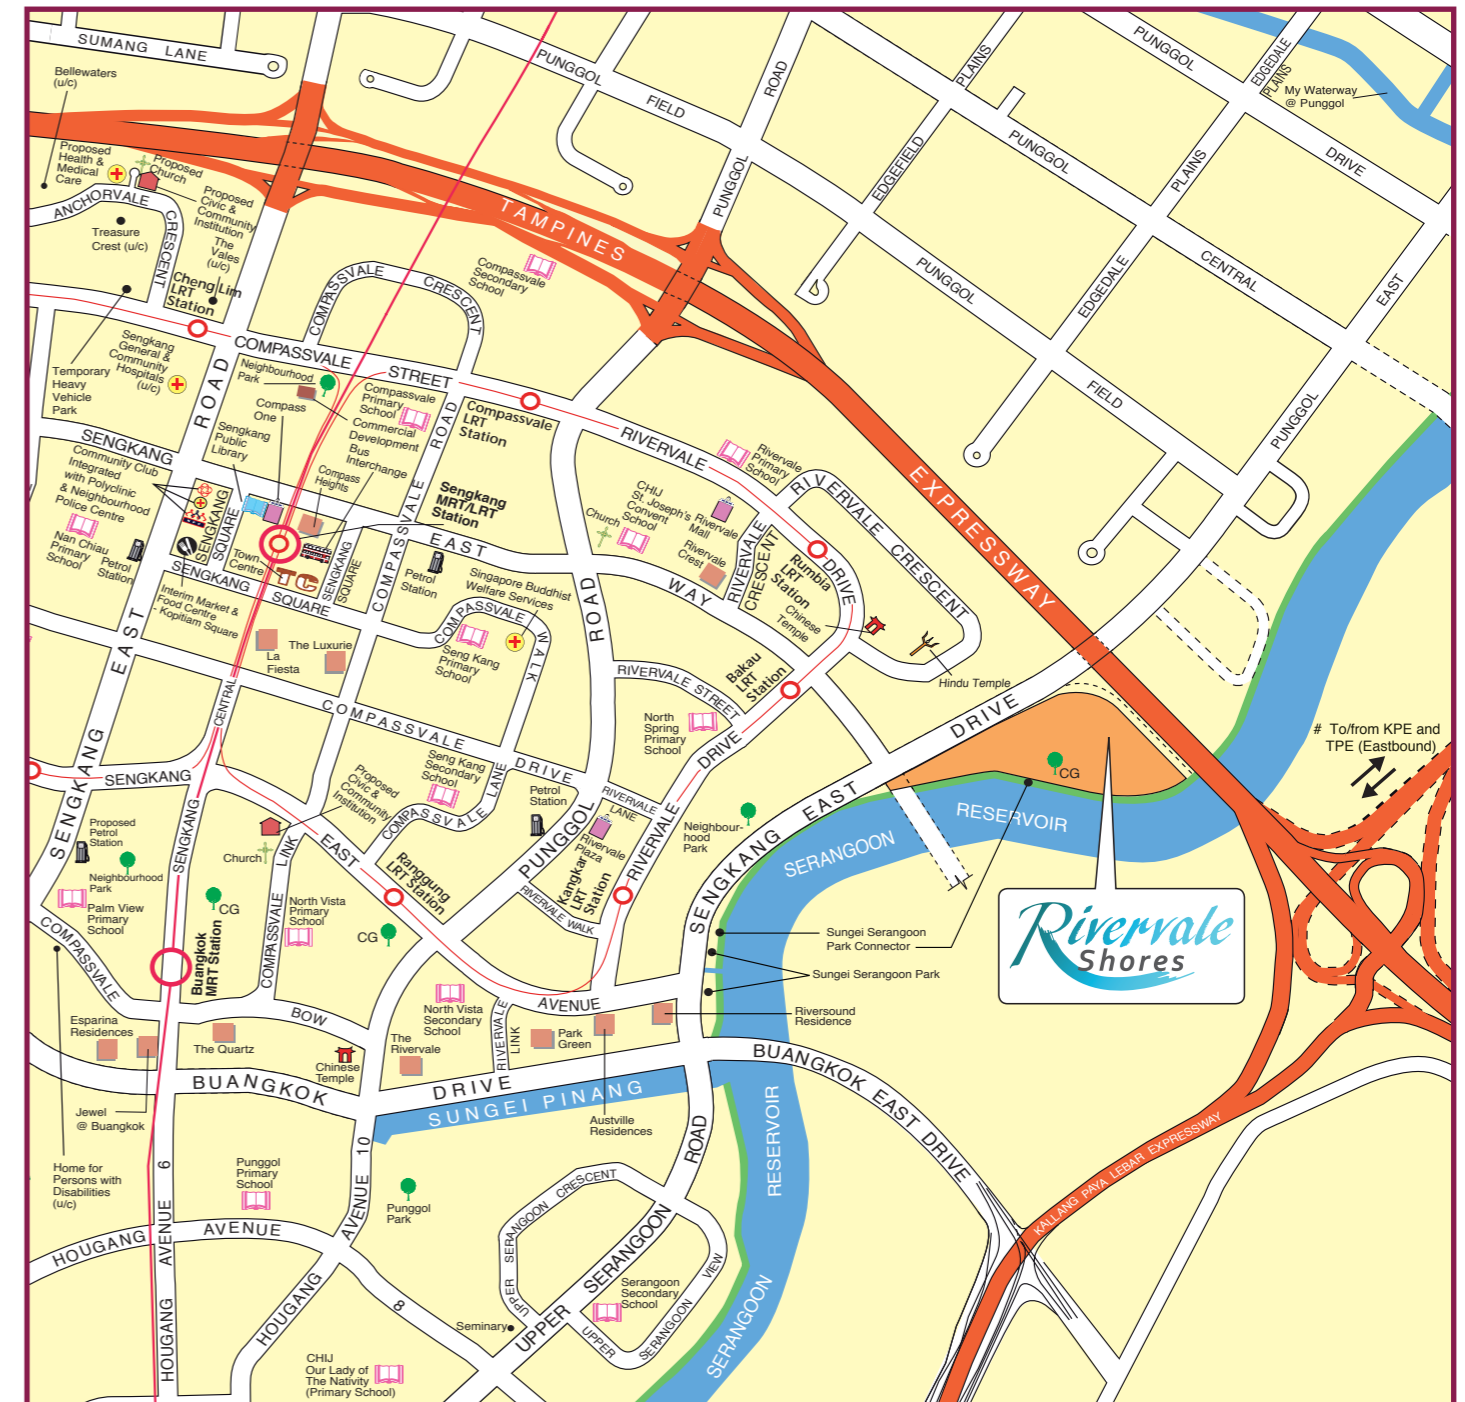 SUMANG LANE
Bellewaters
(u/c)
PUNGGOL
FIELD
ROAD
PUNGGOL
PLAINS
PUNGGOL
EDGEDALE
PLAINS
My Waterway
@ Punggol
PUNGGOL
DRIVE
EDGEFIELD
PLAINS
Proposed
Health &
Medical
Care
Proposed
Church
Proposed
Civic &
Community
Institution
ANCHORVALE
CRESCENT
Treasure
Crest (u/c)
The
Vales
(u/c)
Cheng Lim
LRT
Station
TAMPINES
EXPRESSWAY
COMPASSVALE
CRESCENT
Compassvale
Secondary
School
PUNGGOL
FIELD
EDGEDALE
CENTRAL
EAST
PUNGGOL
Temporary
Heavy
Vehicle
Park
Sengkang
General &
Community
Hospitals
(u/c)
ROAD
COMPASSVALE
STREET
Neighbourhood
Park
Compass
One
Sengkang
Public
Library
Compassvale
Primary
School
Commercial
Development
Bus
Interchange
Compass
Heights
ROAD
COMPASSVALE
Compassvale
LRT
Station
SENGKANG
Community Club
Integrated
with Polyclinic
& Neighbourhood
Police Centre
Nan Chiau
Primary
School
Petrol
Station
SENGKANG
SQUARE
Town
Centre
SENGKANG
SQUARE
SENGKANG
SQUARE
Sengkang
MRT/LRT
Station
EAST
WAY
Interim Market &
Food Centre
- Kopitiam Square
Petrol
Station
Singapore Buddhist
Welfare Services
COMPASSVALE
WALK
Seng Kang
Primary
School
La
Fiesta
The Luxurie
RIVERVALE
DRIVE
Rivervale
Primary
School
RIVERVALE CRESCENT
CHIJ
St. Joseph's
Convent
School
Church
Rivervale
Mall
Rivervale
Crest
RIVERVALE
CRESCENT
Rumbia
LRT
Station
Chinese
Temple
Hindu Temple
ROAD
PUNGGOL
RIVERVALE STREET
Bakau
LRT
Station
North
Spring
Primary
School
DRIVE
RIVERVALE
SENGKANG
EAST
CENTRAL
SENGKANG
SENGKANG
COMPASSVALE
DRIVE
Seng Kang
Secondary
School
COMPASSVALE
LANE
Proposed
Civic &
Community
Institution
Church
Petrol
Station
RIVERVALE
LANE
Rivervale
Plaza
Kangkar
LRT
Station
RIVERVALE WALK
Ranggung
LRT Station
EAST
AVENUE
Neighbour-
hood
Park
SENGKANG
EAST
DRIVE
CG
RESERVOIR
SERANGOON
# To/from KPE and
TPE (Eastbound)
Rivervale
Shores
Sungei Serangoon
Park Connector
Sungei Serangoon Park
Riversound
Residence
Proposed
Petrol
Station
Neighbourhood
Park
Palm View
Primary
School
CG
COMPASSVALE
LINK
North Vista
Primary
School
CG
COMPASSVALE
BOW
Buangkok
MRT Station
Esparina
Residences
The Quartz
Chinese
Temple
The
Rivervale
North Vista
Secondary
School
RIVERVALE
LINK
Park
Green
Austville
Residences
BUANGKOK
DRIVE
BUANGKOK EAST DRIVE
SUNGEI PINANG
Jewel
@ Buangkok
Home for
Persons with
Disabilities
(u/c)
Punggol
Primary
School
Punggol
Park
HOUGANG
AVENUE
8
HOUGANG
AVENUE
6
HOUGANG
AVENUE
10
UPPER SERANGOON CRESCENT
UPPER
SERANGOON
ROAD
Serangoon
Secondary
School
UPPER
SERANGOON
VIEW
Seminary
CHIJ
Our Lady of
The Nativity
(Primary School)
RESERVOIR
SERANGOON
KALLANG PAYA LEBAR EXPRESSWAY